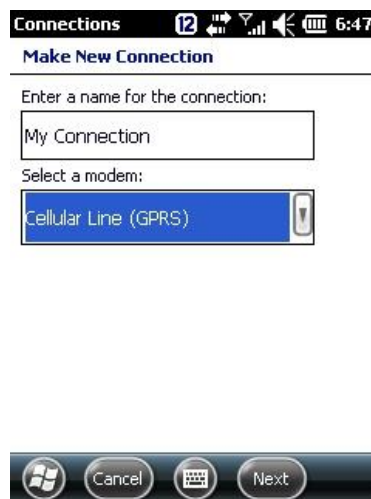 Connections 12 6:47
Make New Connection
Enter a name for the connection:
My Connection
Select a modem:
Cellular Line (GPRS)
Cancel Next